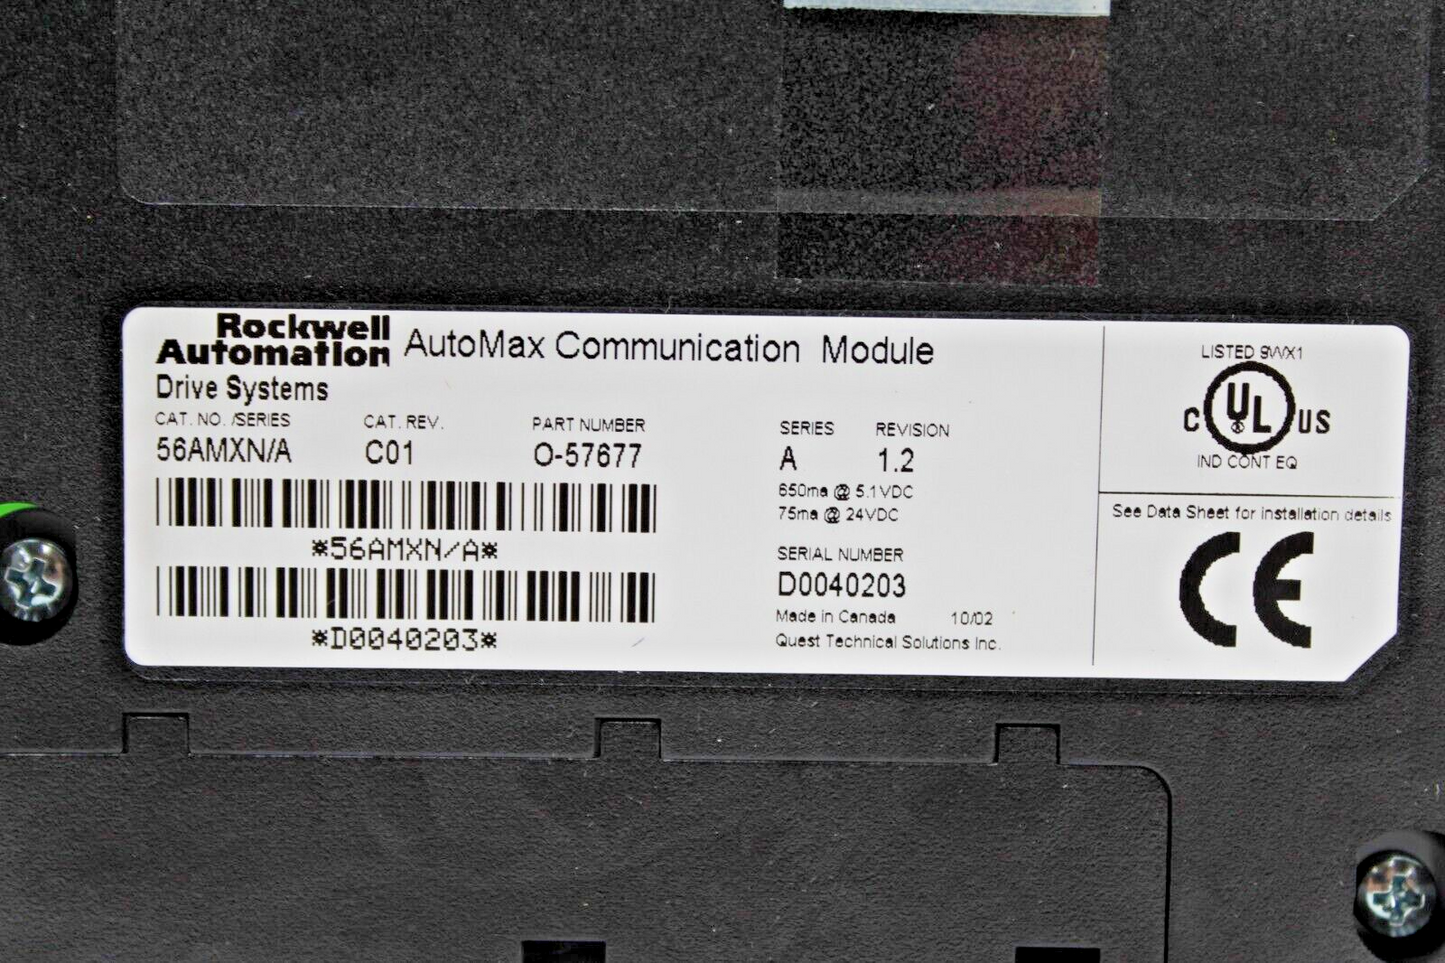 Rockwell
Automation
AutoMax Communication Module
Drive Systems
CAT. NO. /SERIES CAT. REV. PART NUMBER
56AMXN/A C01 O-57677
*56AMXN/A*
*D0040203*
SERIES REVISION
A 1.2
650ma @ 5.1VDC
75ma @ 24VDC
SERIAL NUMBER
D0040203
Made in Canada 10/02
Quest Technical Solutions Inc.
LISTED 9WX1
C UL US
IND CONT EQ
See Data Sheet for installation details
CE